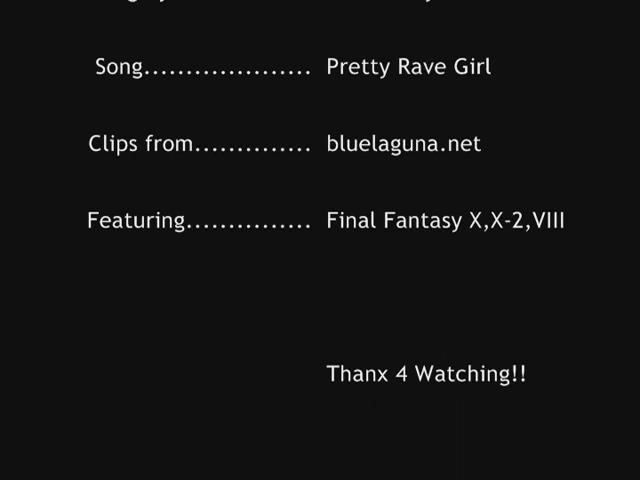 Song.................... Pretty Rave Girl
Clips from.............. bluelaguna.net
Featuring............... Final Fantasy X,X-2,VIII
Thanx 4 Watching!!